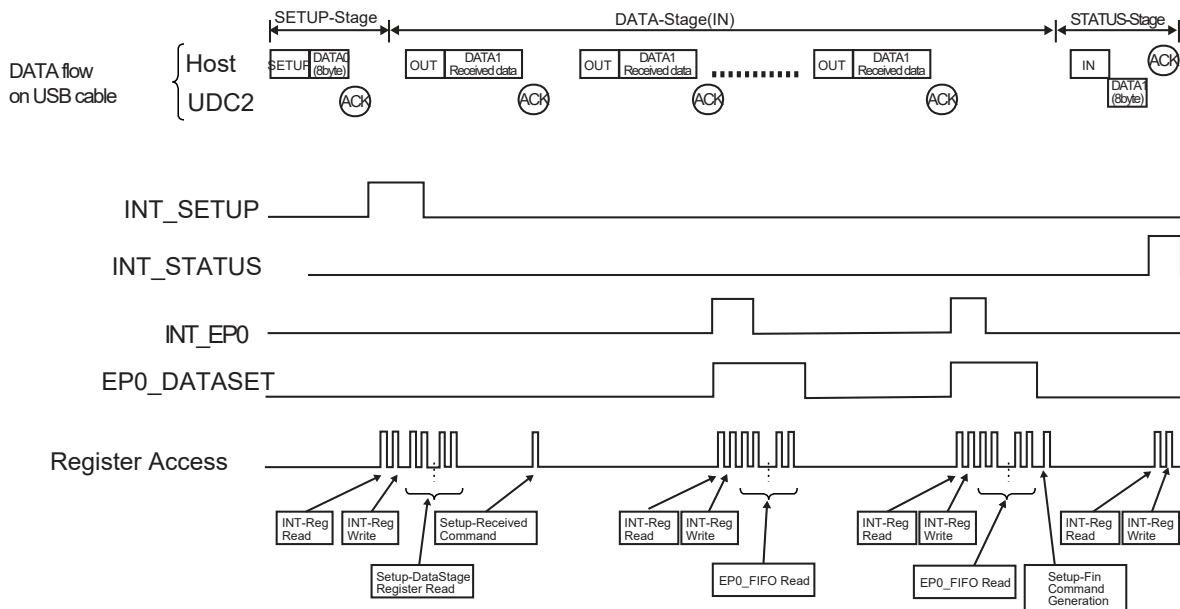 SETUP-Stage
DATA-Stage(IN)
STATUS-Stage
DATA flow
on USB cable
Host
UDC2
SETUP
DATA0
(8byte)
ACK
OUT
DATA1
Received data
ACK
OUT
DATA1
Received data
ACK
OUT
DATA1
Received data
ACK
IN
DATA1
(8byte)
ACK
INT_SETUP
INT_STATUS
INT_EP0
EP0_DATASET
Register Access
INT-Reg
Read
INT-Reg
Write
Setup-DataStage
Register Read
Setup-Received
Command
INT-Reg
Read
INT-Reg
Write
EP0_FIFO Read
INT-Reg
Read
INT-Reg
Write
EP0_FIFO Read
Setup-Fin
Command
Generation
INT-Reg
Read
INT-Reg
Write